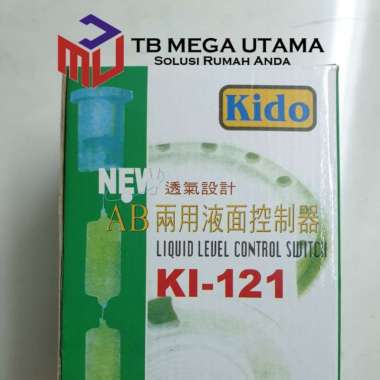 TB MEGA UTAMA
SOLUSI RUMAH ANDA
Kido
NEW 透氣設計
AB兩用液面控制器
LIQUID LEVEL CONTROL SWITCH
KI-121